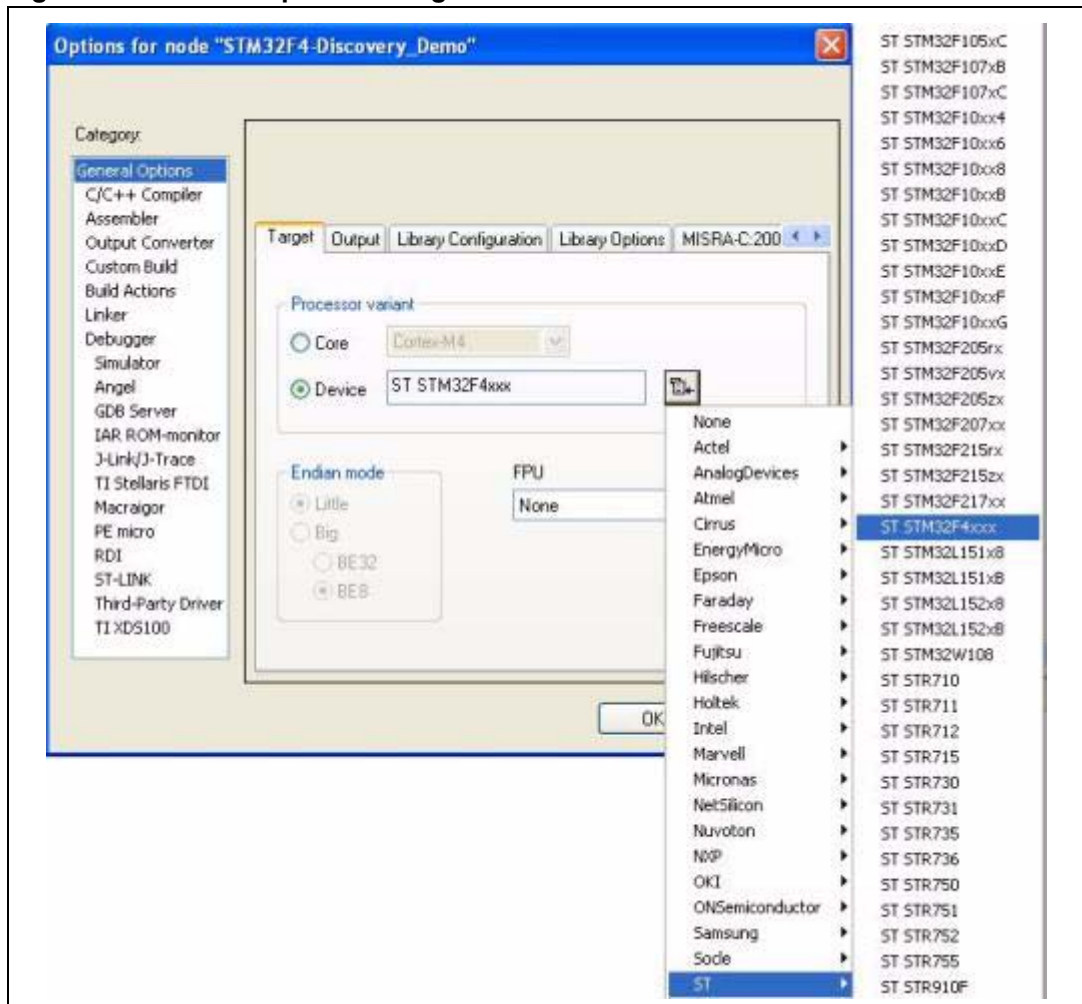 Options for node "STM32F4-Discovery_Demo"
Category:
General Options
C/C++ Compiler
Assembler
Output Converter
Custom Build
Build Actions
Linker
Debugger
Simulator
Angel
GDB Server
IAR ROM-monitor
J-Link/J-Trace
TI Stellaris FTDI
Macraigor
PE micro
RDI
ST-LINK
Third-Party Driver
TI XDS100
Target Output Library Configuration Library Options MISRA-C:200
Processor variant
Core Cortex-M4
Device ST STM32F4xxx
Endian mode
Little
Big
BE32
BE8
FPU
None
OK
None
Actel
AnalogDevices
Atmel
Cirrus
EnergyMicro
Epson
Faraday
Freescale
Fujitsu
Hilscher
Holtek
Intel
Marvell
Micronas
NetSilicon
Nuvoton
NXP
OKI
ONSemiconductor
Samsung
Socle
ST
ST STM32F105xC
ST STM32F107xB
ST STM32F107xC
ST STM32F10xx4
ST STM32F10xx6
ST STM32F10xx8
ST STM32F10xxB
ST STM32F10xxC
ST STM32F10xxD
ST STM32F10xxE
ST STM32F10xxF
ST STM32F10xxG
ST STM32F205rx
ST STM32F205vx
ST STM32F205zx
ST STM32F207xx
ST STM32F215rx
ST STM32F215zx
ST STM32F217xx
ST STM32F4xxx
ST STM32L151x8
ST STM32L151xB
ST STM32L152x8
ST STM32L152xB
ST STM32W108
ST STR710
ST STR711
ST STR712
ST STR715
ST STR730
ST STR731
ST STR735
ST STR736
ST STR750
ST STR751
ST STR752
ST STR755
ST STR910F